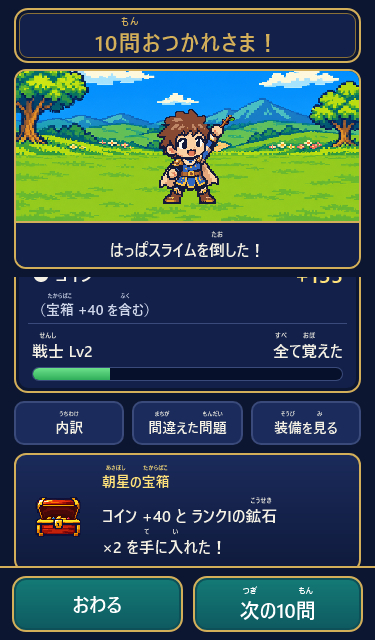 10問おつかれさま！
はっぱスライムを倒した！
コイン
（宝箱 +40 を含む）
戦士 Lv2
全て覚えた
内訳
間違えた問題
装備を見る
朝星の宝箱
コイン +40 と ランクIの鉱石
×2 を手に入れた！
おわる
次の10問